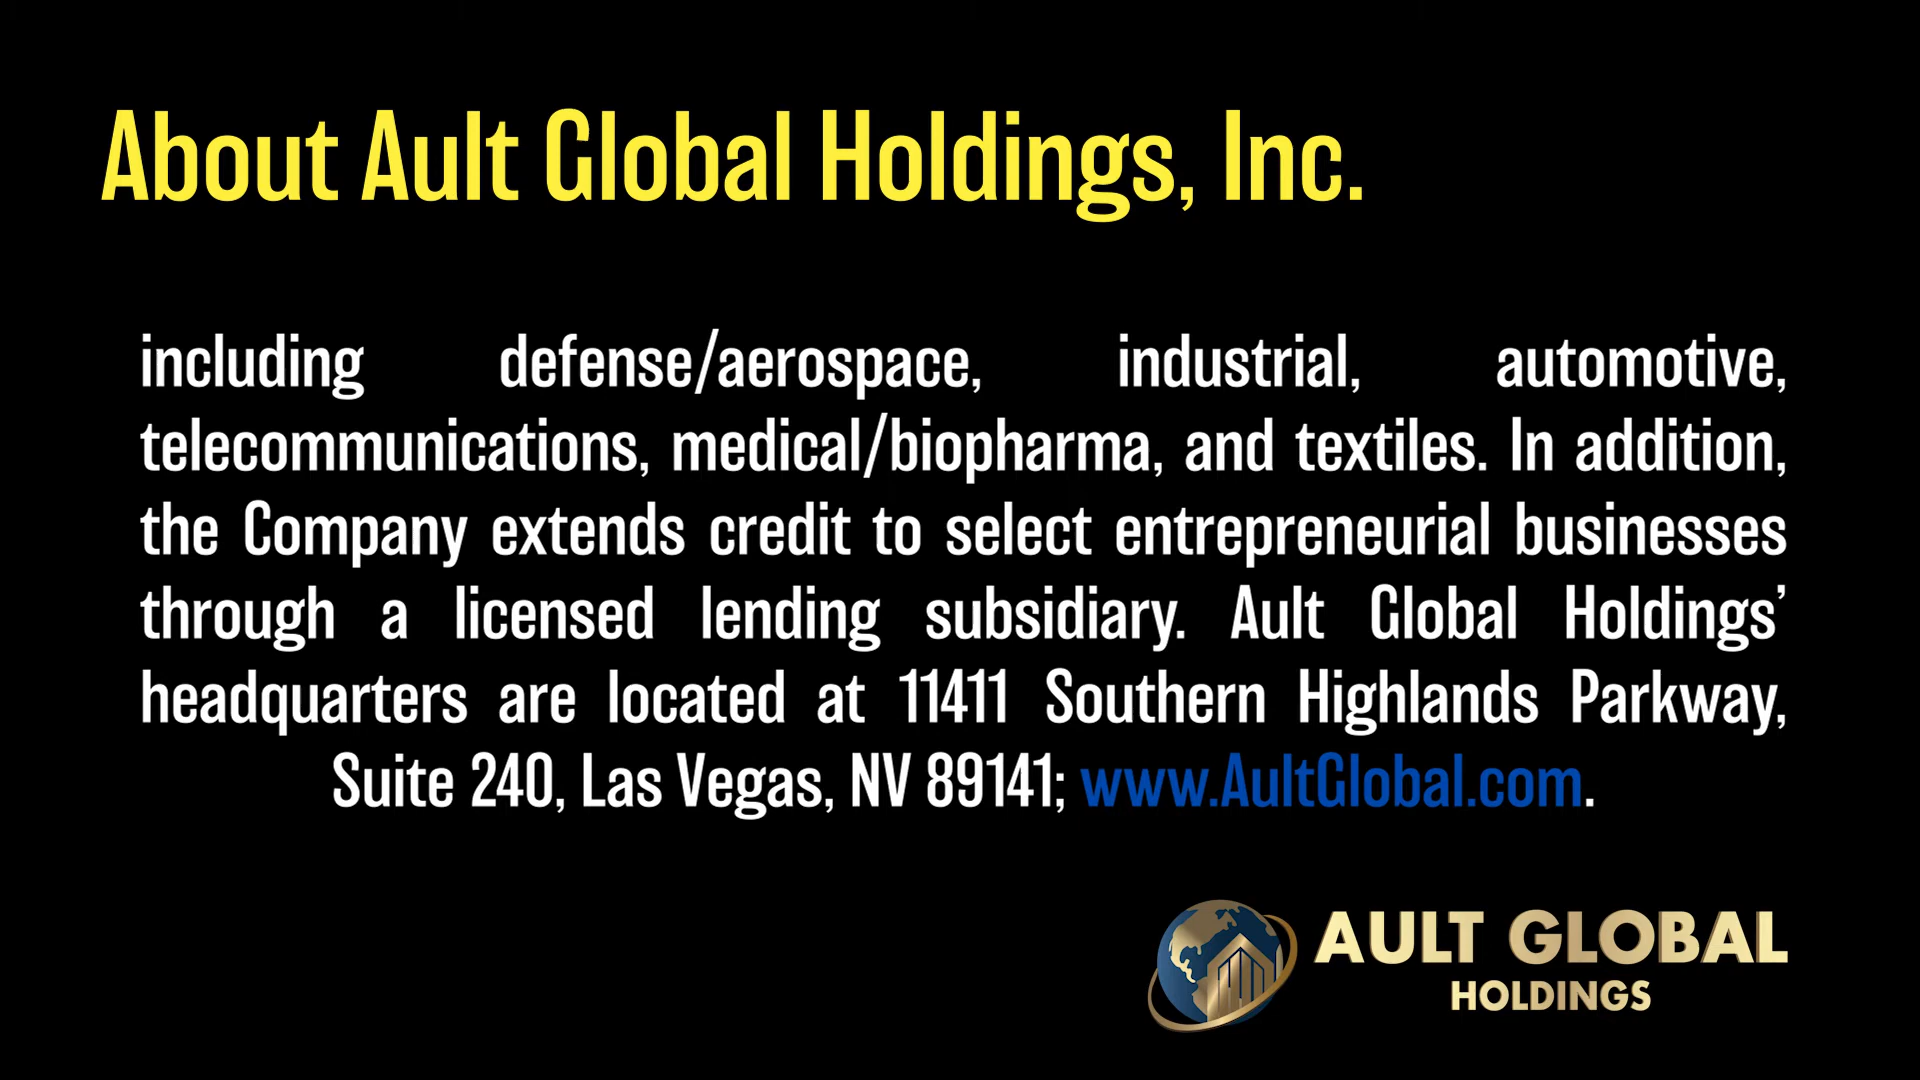 About Ault Global Holdings, Inc.
including defense/aerospace, industrial, automotive,
telecommunications, medical/biopharma, and textiles. In addition,
the Company extends credit to select entrepreneurial businesses
through a licensed lending subsidiary. Ault Global Holdings’
headquarters are located at 11411 Southern Highlands Parkway,
Suite 240, Las Vegas, NV 89141; www.AultGlobal.com.
AULT GLOBAL
HOLDINGS